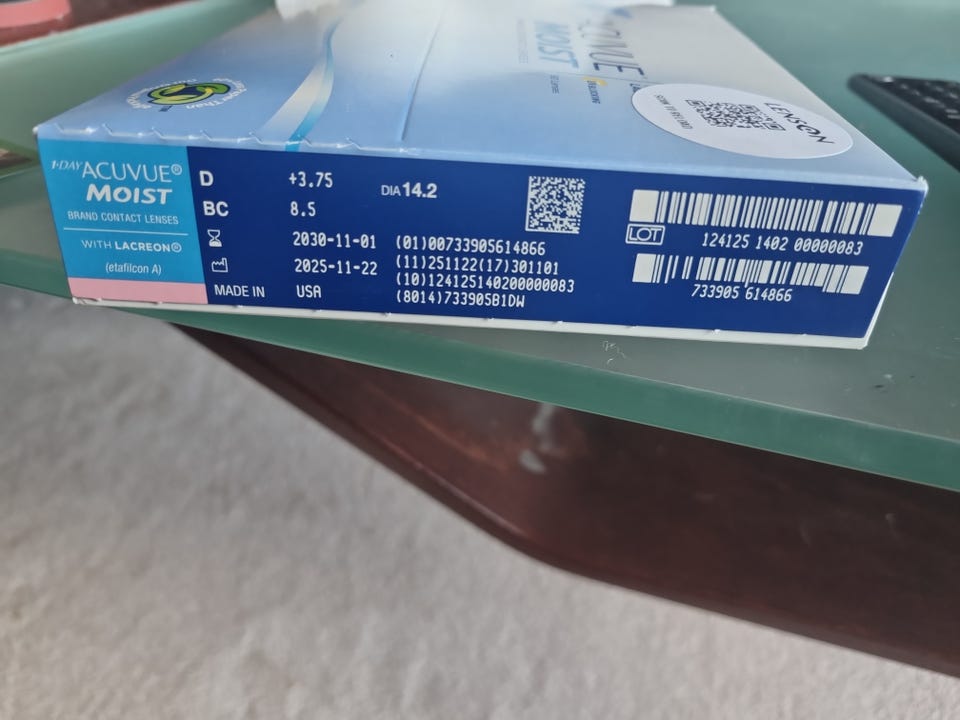 LENSON
1·DAY ACUVUE®
MOIST
BRAND CONTACT LENSES
WITH LACREON®
(etafilcon A)
D +3.75 DIA 14.2
BC 8.5
2030-11-01
2025-11-22
MADE IN USA
(01)00733905614866
(11)251122(17)301101
(10)124125140200000083
(8014)733905B1DW
LOT
124125 1402 00000083
733905 614866
MOIST